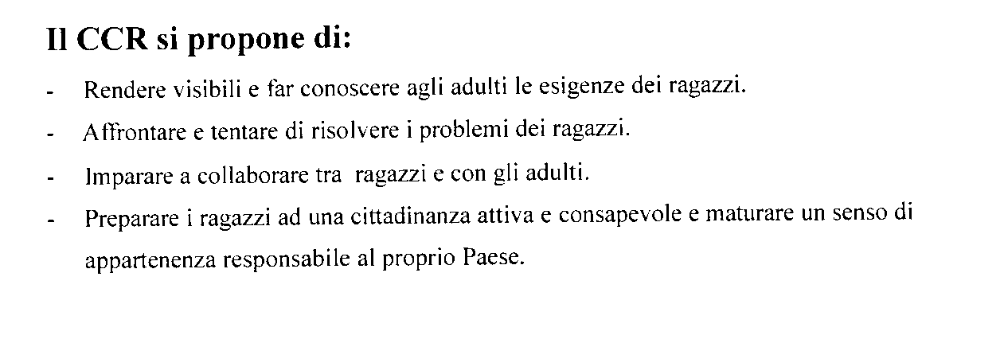 Il CCR si propone di:
- Rendere visibili e far conoscere agli adulti le esigenze dei ragazzi.
- Affrontare e tentare di risolvere i problemi dei ragazzi.
- Imparare a collaborare tra ragazzi e con gli adulti.
- Preparare i ragazzi ad una cittadinanza attiva e consapevole e maturare un senso di
appartenenza responsabile al proprio Paese.